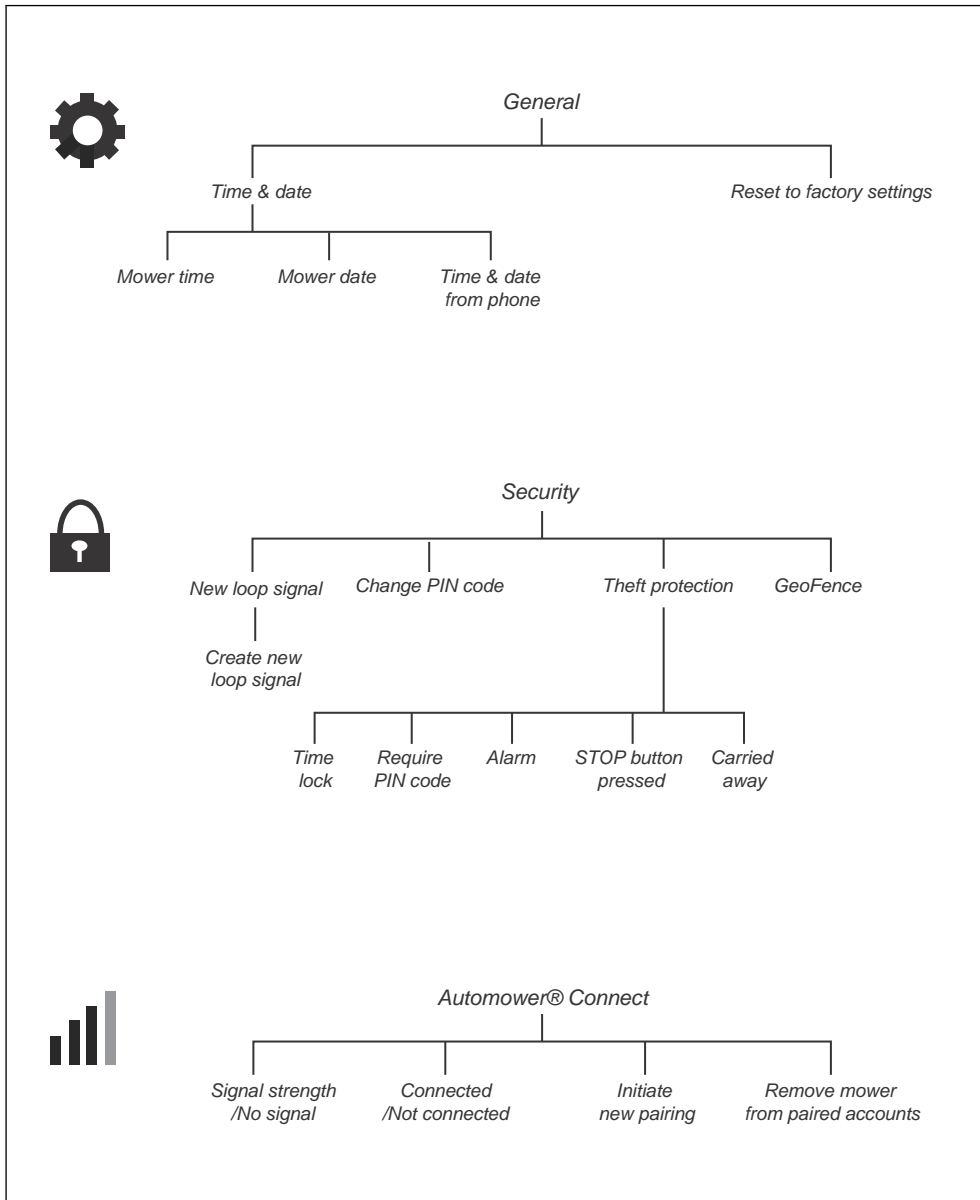 General
Time & date
Reset to factory settings
Mower time
Mower date
Time & date
from phone
Security
New loop signal
Change PIN code
Theft protection
GeoFence
Create new
loop signal
Time
lock
Require
PIN code
Alarm
STOP button
pressed
Carried
away
Automower® Connect
Signal strength
/No signal
Connected
/Not connected
Initiate
new pairing
Remove mower
from paired accounts